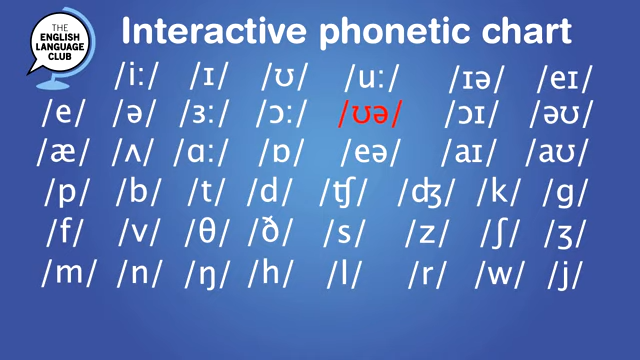 THE
ENGLISH
LANGUAGE
CLUB
Interactive phonetic chart
/iː/ /ɪ/ /ʊ/ /uː/ /ɪə/ /eɪ/
/e/ /ə/ /ɜː/ /ɔː/ /ʊə/ /ɔɪ/ /əʊ/
/æ/ /ʌ/ /ɑː/ /ɒ/ /eə/ /aɪ/ /aʊ/
/p/ /b/ /t/ /d/ /ʧ/ /ʤ/ /k/ /g/
/f/ /v/ /θ/ /ð/ /s/ /z/ /ʃ/ /ʒ/
/m/ /n/ /ŋ/ /h/ /l/ /r/ /w/ /j/